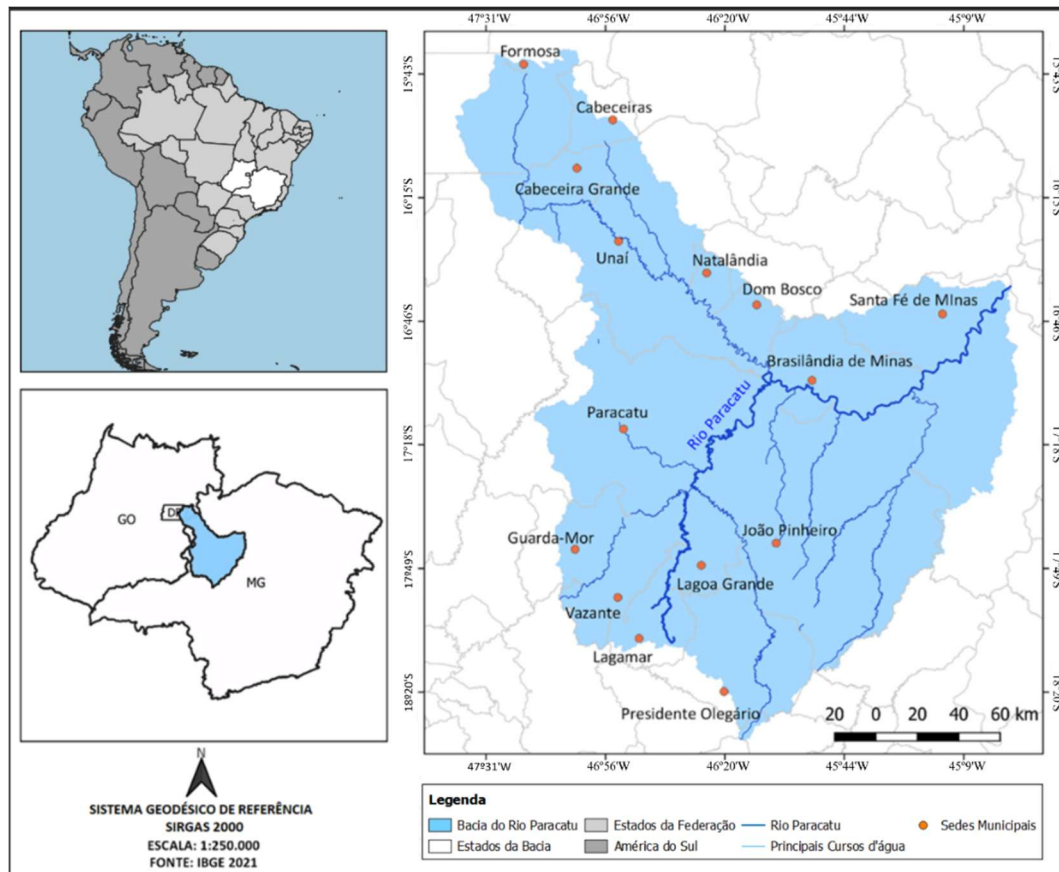 47°31'W 46°56'W 46°20'W 45°44'W 45°9'W
15°43'S
16°15'S
16°46'S
17°18'S
17°49'S
18°20'S
Formosa
Cabeceiras
Cabeceira Grande
Unaí
Natalândia
Dom Bosco
Santa Fé de MInas
Brasilândia de Minas
Rio Paracatu
Paracatu
Guarda-Mor
João Pinheiro
Lagoa Grande
Vazante
Lagamar
Presidente Olegário
20 0 20 40 60 km
47°31'W 46°56'W 46°20'W 45°44'W 45°9'W
GO
MG
N
SISTEMA GEODÉSICO DE REFERÊNCIA
SIRGAS 2000
ESCALA: 1:250.000
FONTE: IBGE 2021
Legenda
Bacia do Rio Paracatu Estados da Federação Rio Paracatu Sedes Municipais
Estados da Bacia América do Sul Principais Cursos d'água